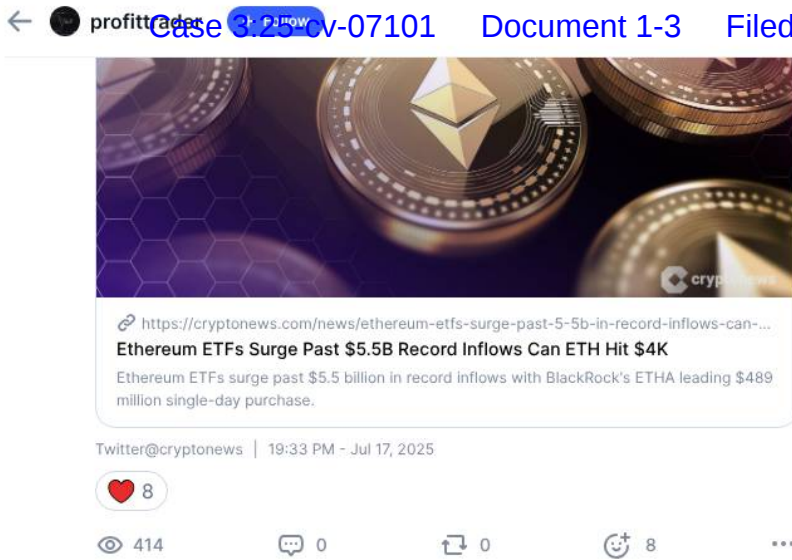 profittrader + Follow
Case 3:25-cv-07101 Document 1-3 Filed
https://cryptonews.com/news/ethereum-etfs-surge-past-5-5b-in-record-inflows-can-...
Ethereum ETFs Surge Past $5.5B Record Inflows Can ETH Hit $4K
Ethereum ETFs surge past $5.5 billion in record inflows with BlackRock's ETHA leading $489
million single-day purchase.
Twitter@cryptonews | 19:33 PM - Jul 17, 2025
8
414 0 0 8